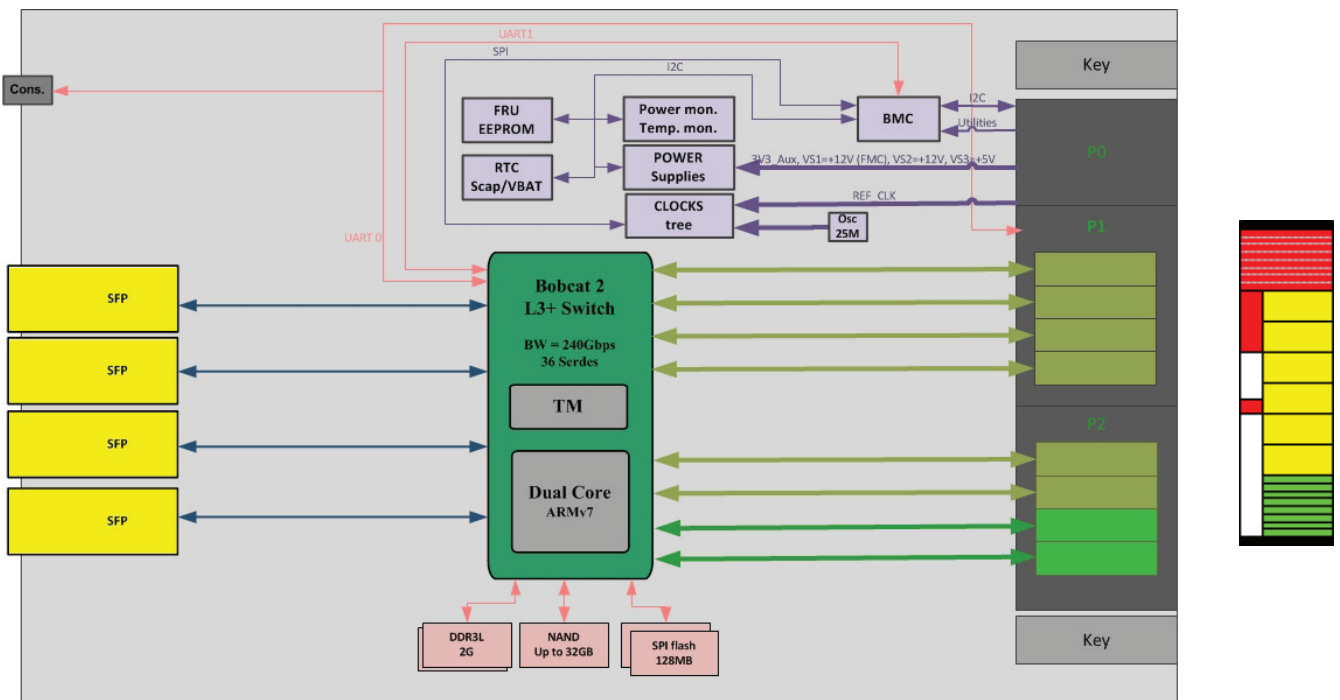 UART1
SPI
Key
I2C
Cons.
FRU
EEPROM
Power mon.
Temp. mon.
BMC
I2C
Utilities
P0
RTC
Scap/VBAT
POWER
Supplies
3V3_Aux, VS1=+12V (FMC), VS2=+12V, VS3=+5V
CLOCKS
tree
REF_CLK
Osc
25M
P1
UART 0
SFP
SFP
SFP
SFP
Bobcat 2
L3+ Switch
BW = 240Gbps
36 Serdes
TM
Dual Core
ARMv7
P2
DDR3L
2G
NAND
Up to 32GB
SPI flash
128MB
Key